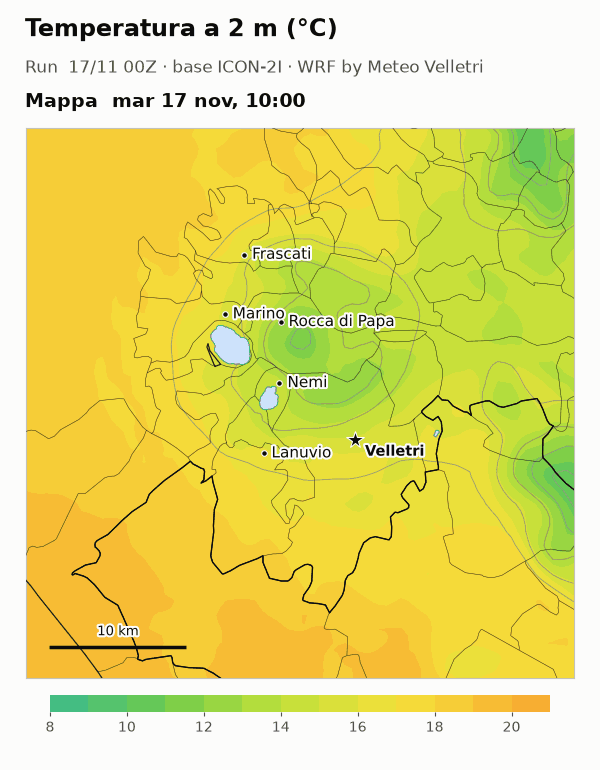 Temperatura a 2 m (°C)
Run  17/11 00Z · base ICON-2I · WRF by Meteo Velletri
Mappa  mar 17 nov, 10:00
Frascati
Marino
Rocca di Papa
Nemi
Velletri
Lanuvio
10 km
8 10 12 14 16 18 20